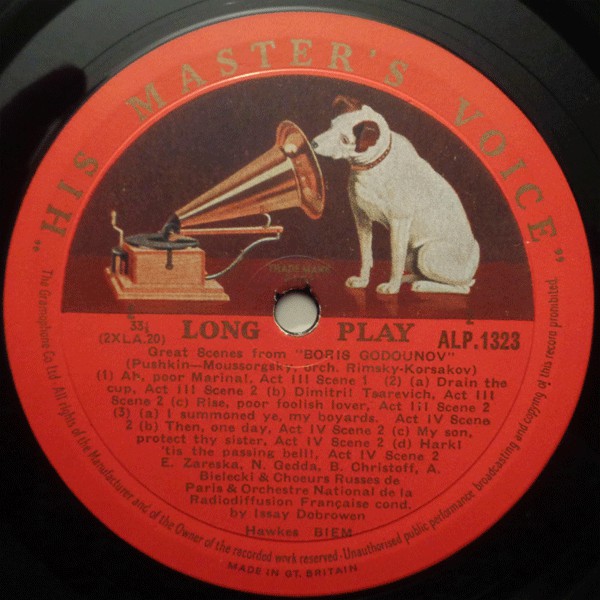 "HIS MASTER'S VOICE"
TRADE MARK
33⅓
(2XLA.20)
LONG PLAY
ALP.1323
Great Scenes from "BORIS GODOUNOV"
(Pushkin—Moussorgsky, orch. Rimsky-Korsakov)
(1) Ah, poor Marina!, Act III Scene 1 (2) (a) Drain the
cup, Act III Scene 2 (b) Dimitri! Tsarevich, Act III
Scene 2 (c) Rise, poor foolish lover, Act III Scene 2
(3) (a) I summoned ye, my boyards. Act IV Scene
2 (b) Then, one day, Act IV Scene 2 (c) My son,
protect thy sister, Act IV Scene 2 (d) Hark!
'tis the passing bell!, Act IV Scene 2
E. Zareska, N. Gedda, B. Christoff, A.
Bielecki & Choeurs Russes de
Paris & Orchestre National de la
Radiodiffusion Française cond.
by Issay Dobrowen
Hawkes BIEM
The Gramophone Co Ltd. All rights of the Manufacturer and of the Owner of the recorded work reserved·Unauthorised public performance broadcasting and copying of this record prohibited.
MADE IN GT. BRITAIN